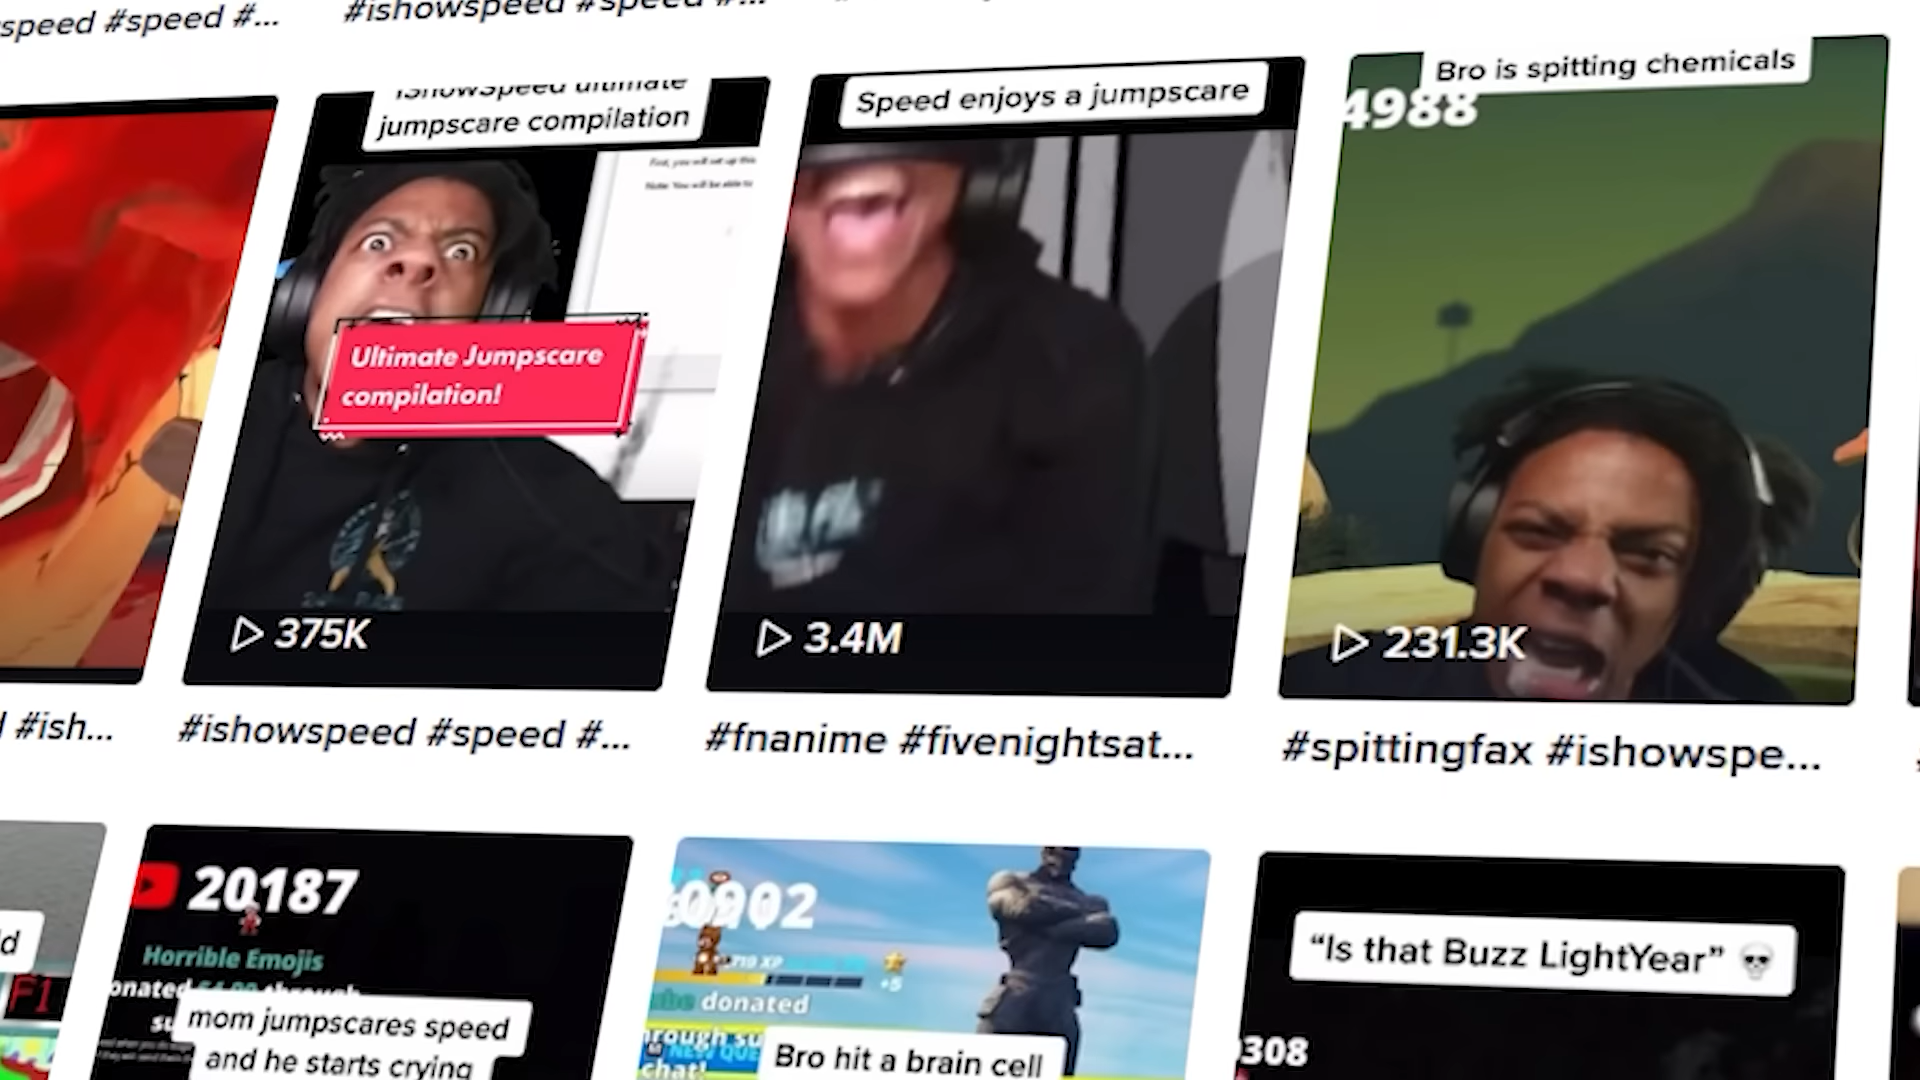 speed #speed #...
#ishowspeed #speed #...
IShowSpeed ultimate
jumpscare compilation
Ultimate Jumpscare
compilation!
375K
#ishowspeed #speed #...
Speed enjoys a jumpscare
3.4M
#fnanime #fivenightsat...
Bro is spitting chemicals
4988
231.3K
#spittingfax #ishowspe...
#ish...
F1
20187
Horrible Emojis
mom jumpscares speed
and he starts crying
donated
chat!
Bro hit a brain cell
“Is that Buzz LightYear” 💀
308